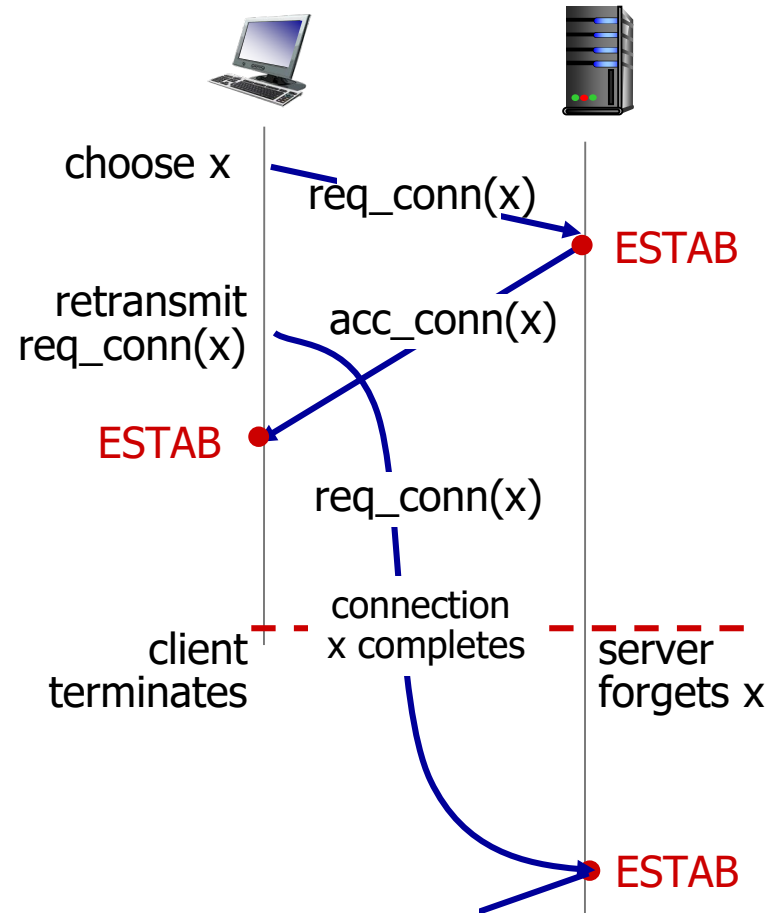 choose x
req_conn(x)
ESTAB
retransmit
req_conn(x)
acc_conn(x)
ESTAB
req_conn(x)
connection
x completes
client
terminates
server
forgets x
ESTAB